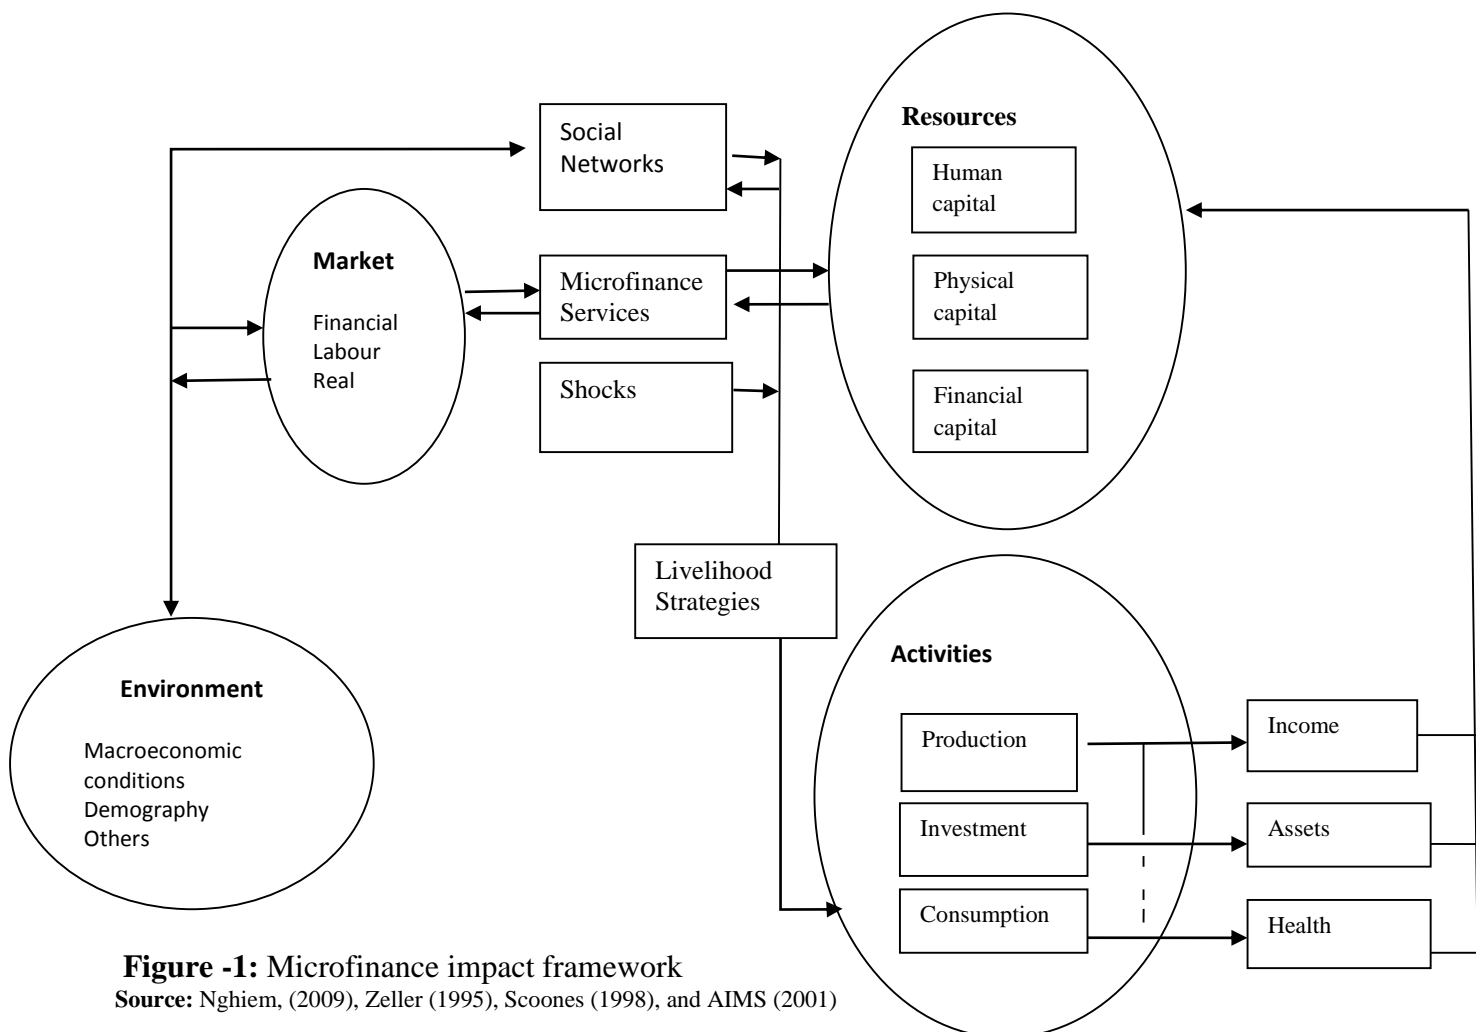 Social
Networks
Resources
Human
capital
Market
Financial
Labour
Real
Microfinance
Services
Physical
capital
Shocks
Financial
capital
Livelihood
Strategies
Activities
Environment
Macroeconomic
conditions
Demography
Others
Production
Income
Investment
Assets
Consumption
Health
Figure -1: Microfinance impact framework
Source: Nghiem, (2009), Zeller (1995), Scoones (1998), and AIMS (2001)